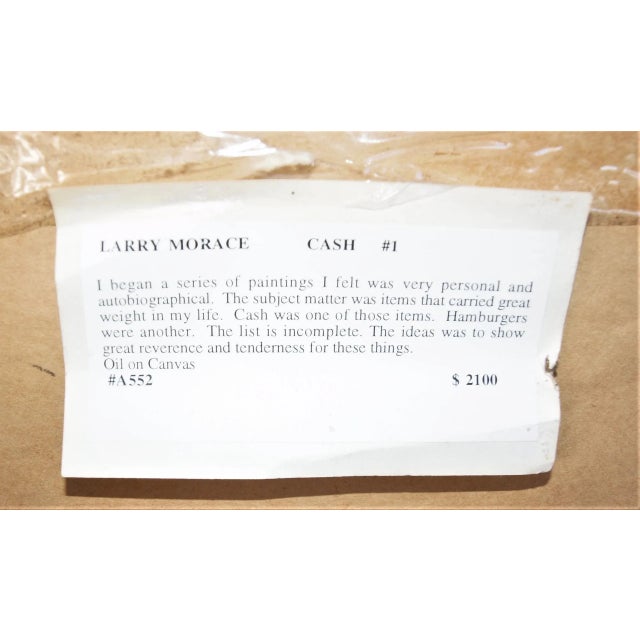 LARRY MORACE CASH #1
I began a series of paintings I felt was very personal and
autobiographical. The subject matter was items that carried great
weight in my life. Cash was one of those items. Hamburgers
were another. The list is incomplete. The ideas was to show
great reverence and tenderness for these things.
Oil on Canvas
#A552 $ 2100